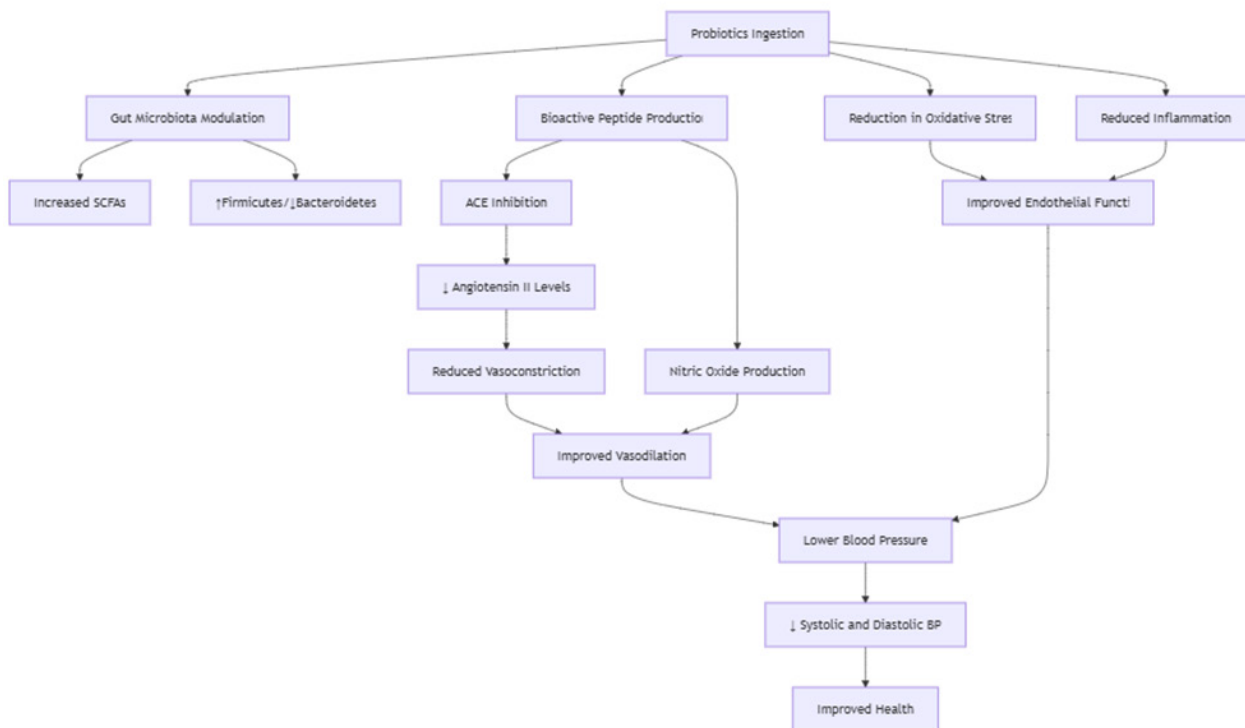 Probiotics Ingestion
Gut Microbiota Modulation
Bioactive Peptide Production
Reduction in Oxidative Stres
Reduced Inflammation
Increased SCFAs
↑Firmicutes/↓Bacteroidetes
ACE Inhibition
Improved Endothelial Functi
↓ Angiotensin II Levels
Reduced Vasoconstriction
Nitric Oxide Production
Improved Vasodilation
Lower Blood Pressure
↓ Systolic and Diastolic BP
Improved Health